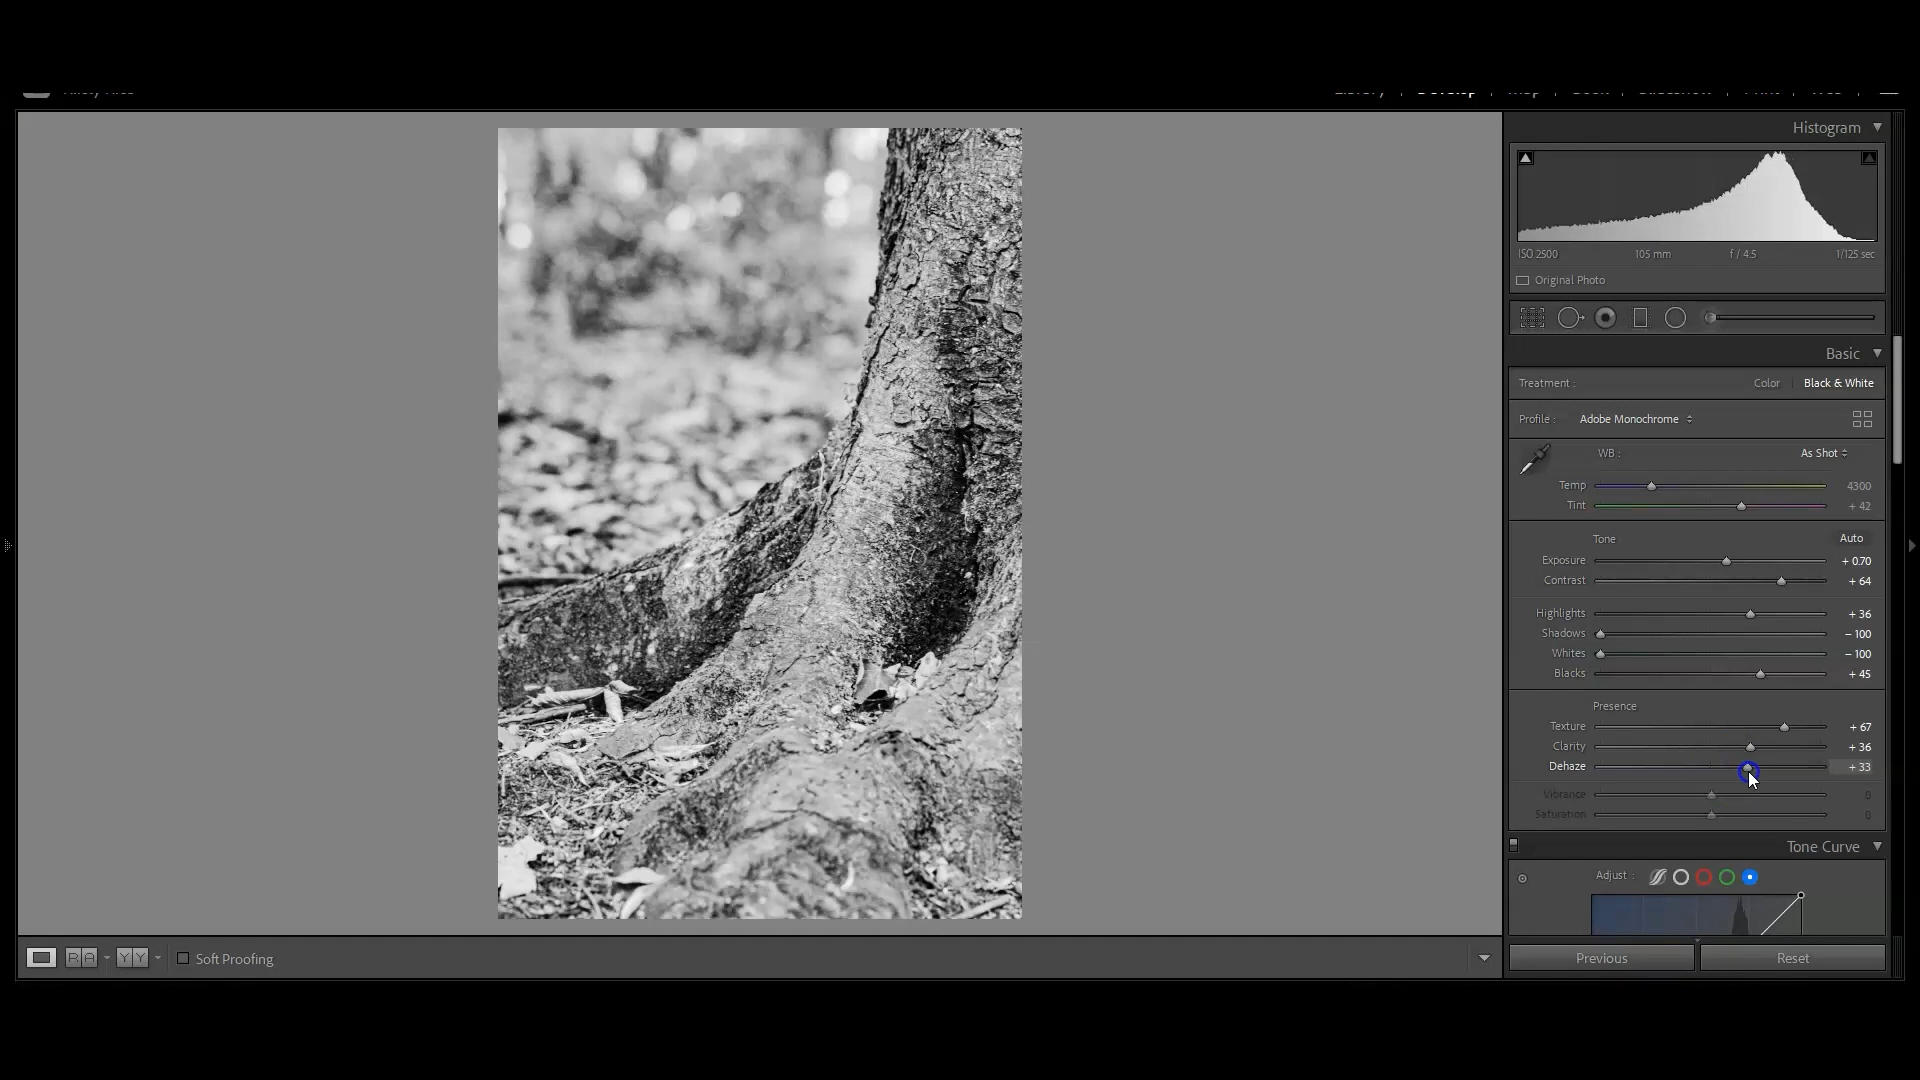 Develop
Histogram
ISO 2500 105 mm f / 4.5 1/125 sec
Original Photo
Basic
Treatment : Color Black & White
Profile : Adobe Monochrome
WB : As Shot
Temp 4300
Tint + 42
Tone Auto
Exposure + 0.70
Contrast + 64
Highlights + 36
Shadows – 100
Whites – 100
Blacks + 45
Presence
Texture + 67
Clarity + 36
Dehaze + 33
Vibrance 0
Saturation 0
Tone Curve
Adjust :
R A Y Y Soft Proofing Previous Reset